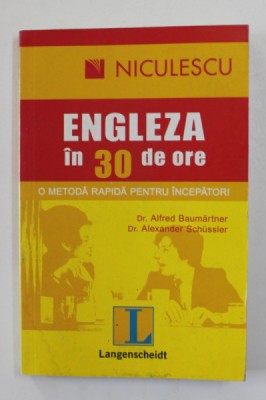 NICULESCU
ENGLEZA
în 30 de ore
O METODĂ RAPIDĂ PENTRU ÎNCEPĂTORI
Dr. Alfred Baumärtner
Dr. Alexander Schüssler
L
Langenscheidt